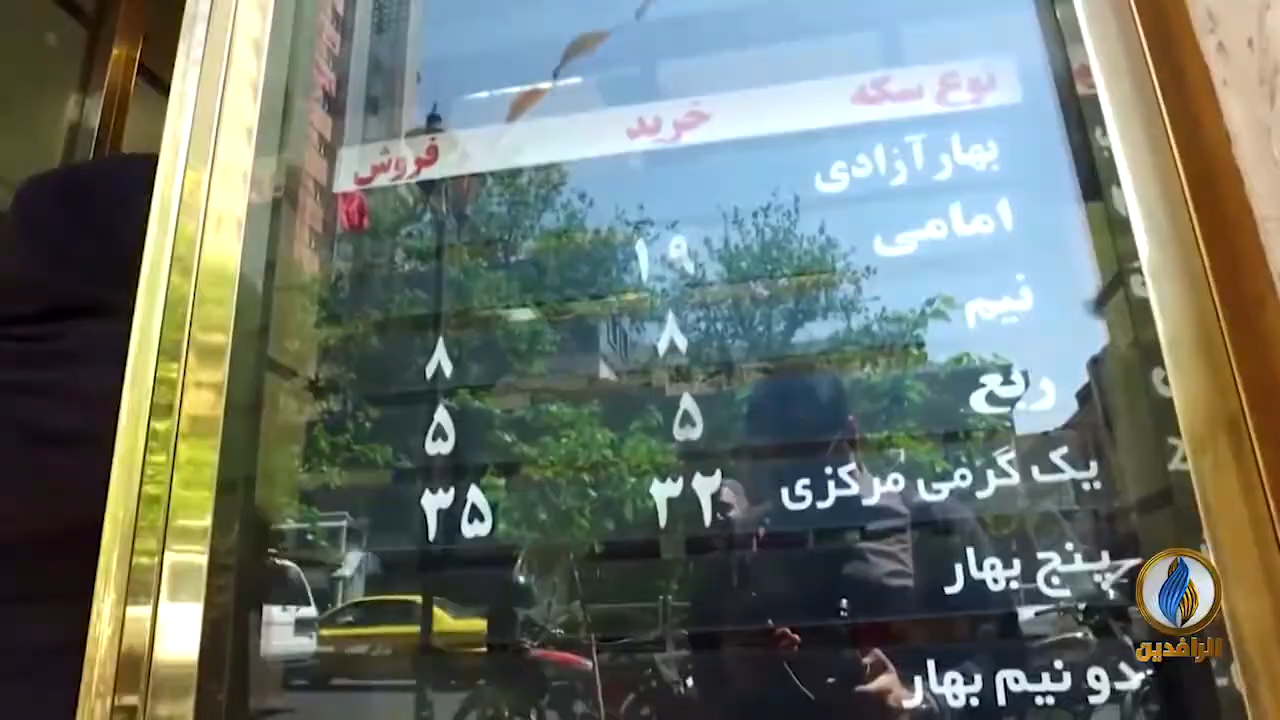 نوع سکه خرید فروش
بهار آزادی
امامی ۱۹
نیم ۸ ۸
ربع ۵ ۵
یک گرمی مرکزی ۳۲ ۳۵
پنج بهار
دو نیم بهار
الرافدين